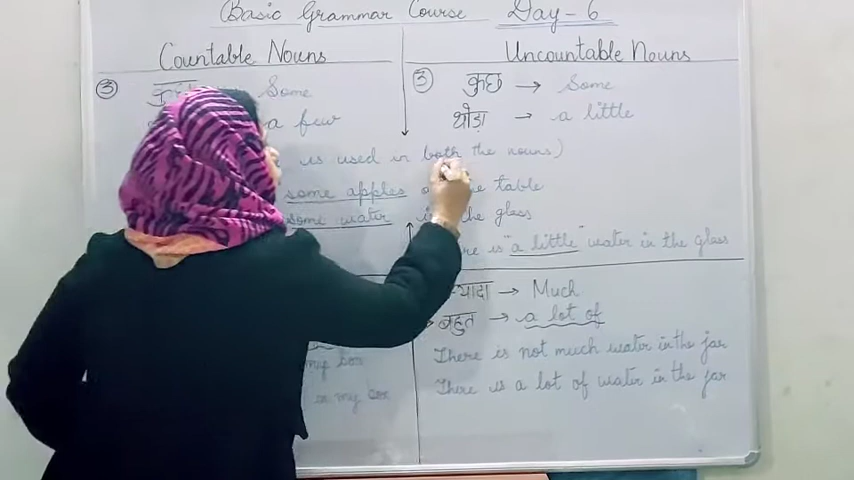 Basic Grammar Course Day-6
Countable Nouns
Uncountable Nouns
③ Some
a few
③ कुछ → Some
थोड़ा → a little
is used in both the nouns)
some apples the table
some water the glass
is "a little" water in the glass
Much
बहुत → a lot of
my box
in my box
There is not much water in the jar
There is a lot of water in the jar